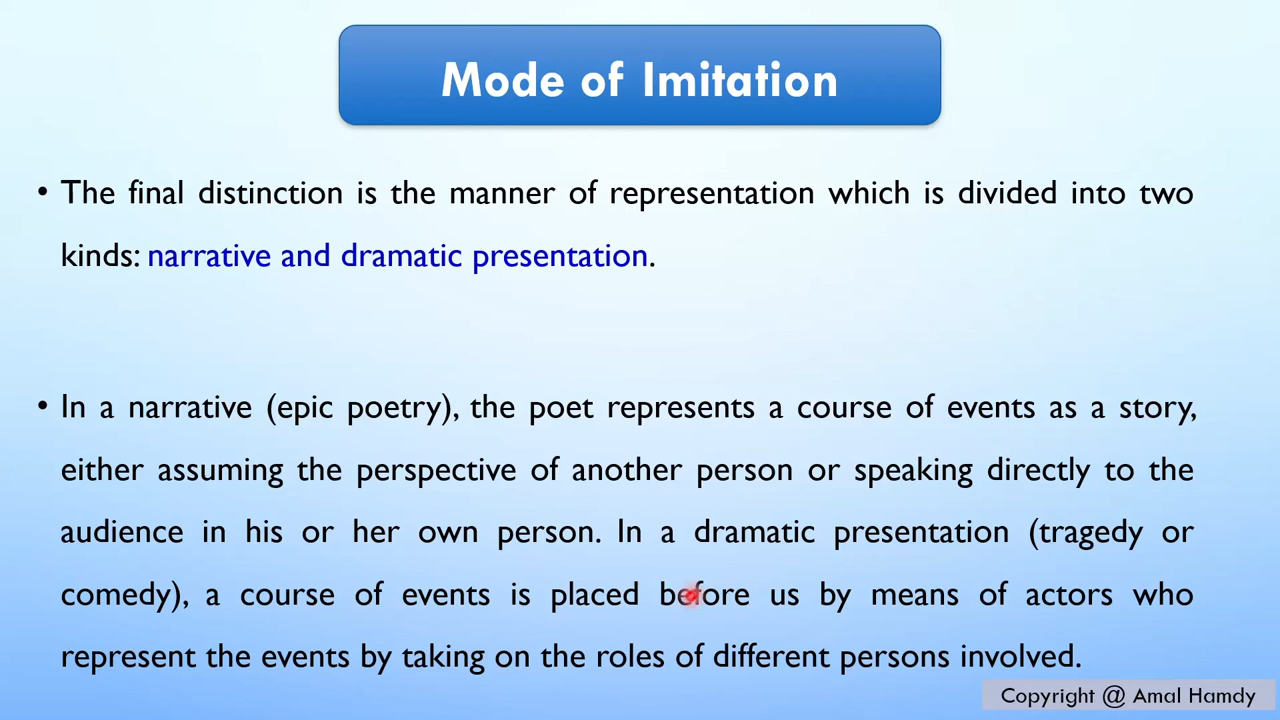 Mode of Imitation
• The final distinction is the manner of representation which is divided into two
kinds: narrative and dramatic presentation.
• In a narrative (epic poetry), the poet represents a course of events as a story,
either assuming the perspective of another person or speaking directly to the
audience in his or her own person. In a dramatic presentation (tragedy or
comedy), a course of events is placed before us by means of actors who
represent the events by taking on the roles of different persons involved.
Copyright @ Amal Hamdy